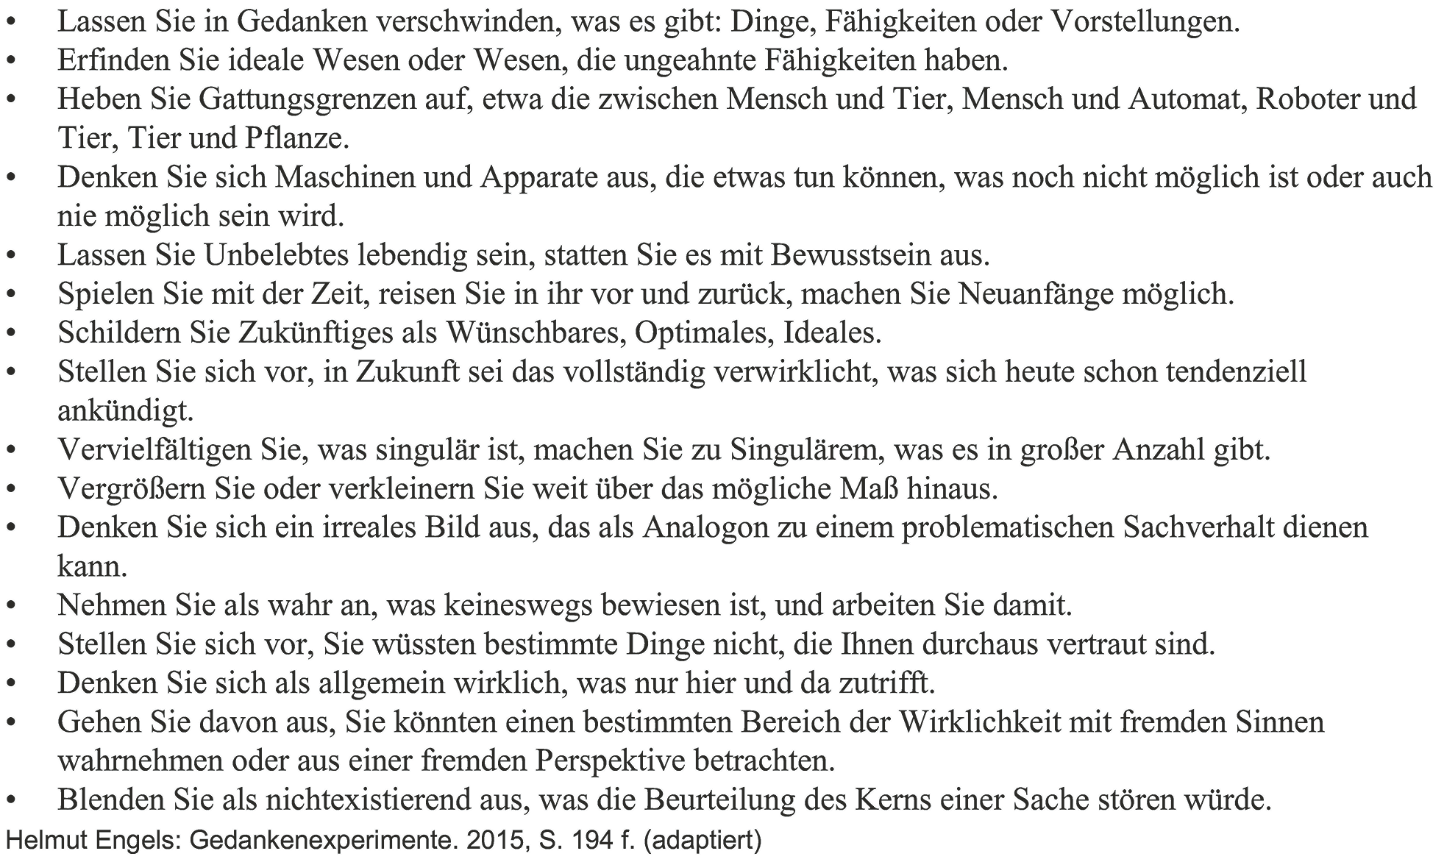 • Lassen Sie in Gedanken verschwinden, was es gibt: Dinge, Fähigkeiten oder Vorstellungen.
• Erfinden Sie ideale Wesen oder Wesen, die ungeahnte Fähigkeiten haben.
• Heben Sie Gattungsgrenzen auf, etwa die zwischen Mensch und Tier, Mensch und Automat, Roboter und
Tier, Tier und Pflanze.
• Denken Sie sich Maschinen und Apparate aus, die etwas tun können, was noch nicht möglich ist oder auch
nie möglich sein wird.
• Lassen Sie Unbelebtes lebendig sein, statten Sie es mit Bewusstsein aus.
• Spielen Sie mit der Zeit, reisen Sie in ihr vor und zurück, machen Sie Neuanfänge möglich.
• Schildern Sie Zukünftiges als Wünschbares, Optimales, Ideales.
• Stellen Sie sich vor, in Zukunft sei das vollständig verwirklicht, was sich heute schon tendenziell
ankündigt.
• Vervielfältigen Sie, was singulär ist, machen Sie zu Singulärem, was es in großer Anzahl gibt.
• Vergrößern Sie oder verkleinern Sie weit über das mögliche Maß hinaus.
• Denken Sie sich ein irreales Bild aus, das als Analogon zu einem problematischen Sachverhalt dienen
kann.
• Nehmen Sie als wahr an, was keineswegs bewiesen ist, und arbeiten Sie damit.
• Stellen Sie sich vor, Sie wüssten bestimmte Dinge nicht, die Ihnen durchaus vertraut sind.
• Denken Sie sich als allgemein wirklich, was nur hier und da zutrifft.
• Gehen Sie davon aus, Sie könnten einen bestimmten Bereich der Wirklichkeit mit fremden Sinnen
wahrnehmen oder aus einer fremden Perspektive betrachten.
• Blenden Sie als nichtexistierend aus, was die Beurteilung des Kerns einer Sache stören würde.
Helmut Engels: Gedankenexperimente. 2015, S. 194 f. (adaptiert)